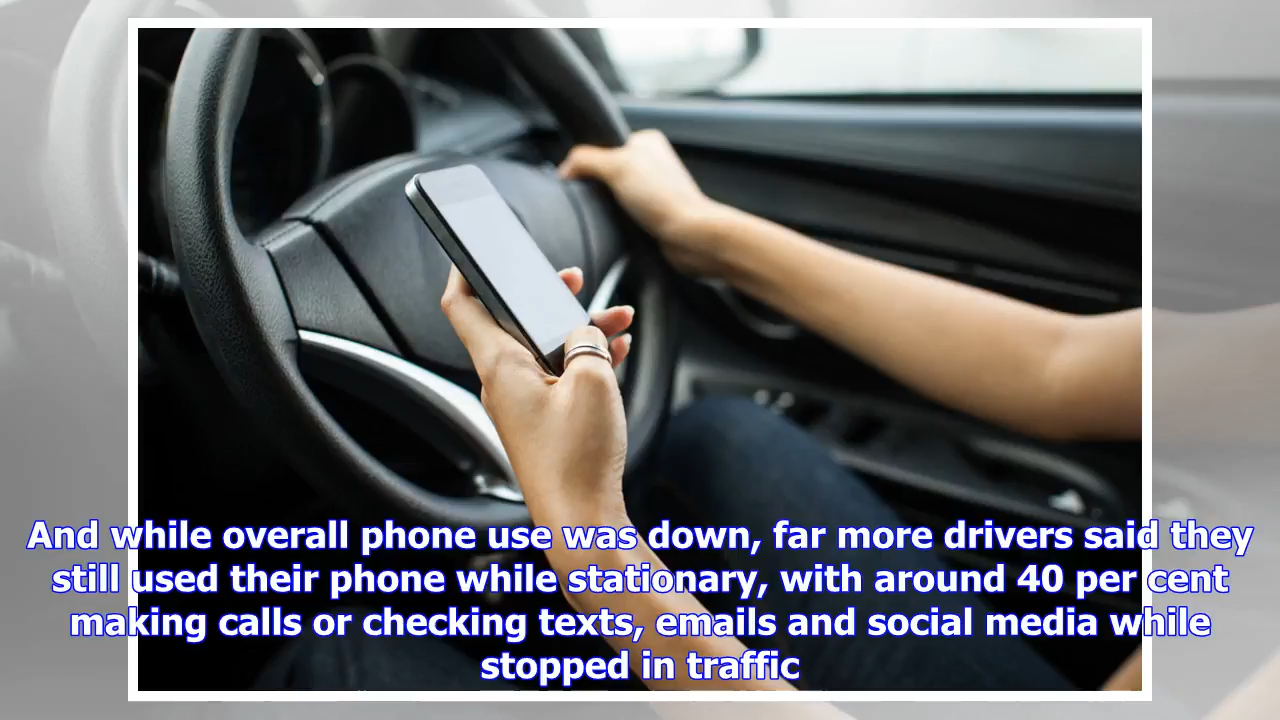 And while overall phone use was down, far more drivers said they
still used their phone while stationary, with around 40 per cent
making calls or checking texts, emails and social media while
stopped in traffic